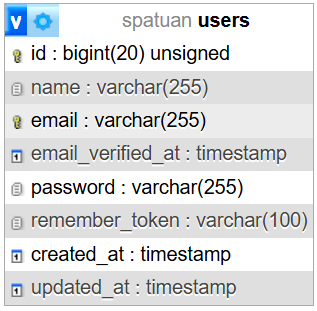 v spatuan users
id : bigint(20) unsigned
name : varchar(255)
email : varchar(255)
email_verified_at : timestamp
password : varchar(255)
remember_token : varchar(100)
created_at : timestamp
updated_at : timestamp